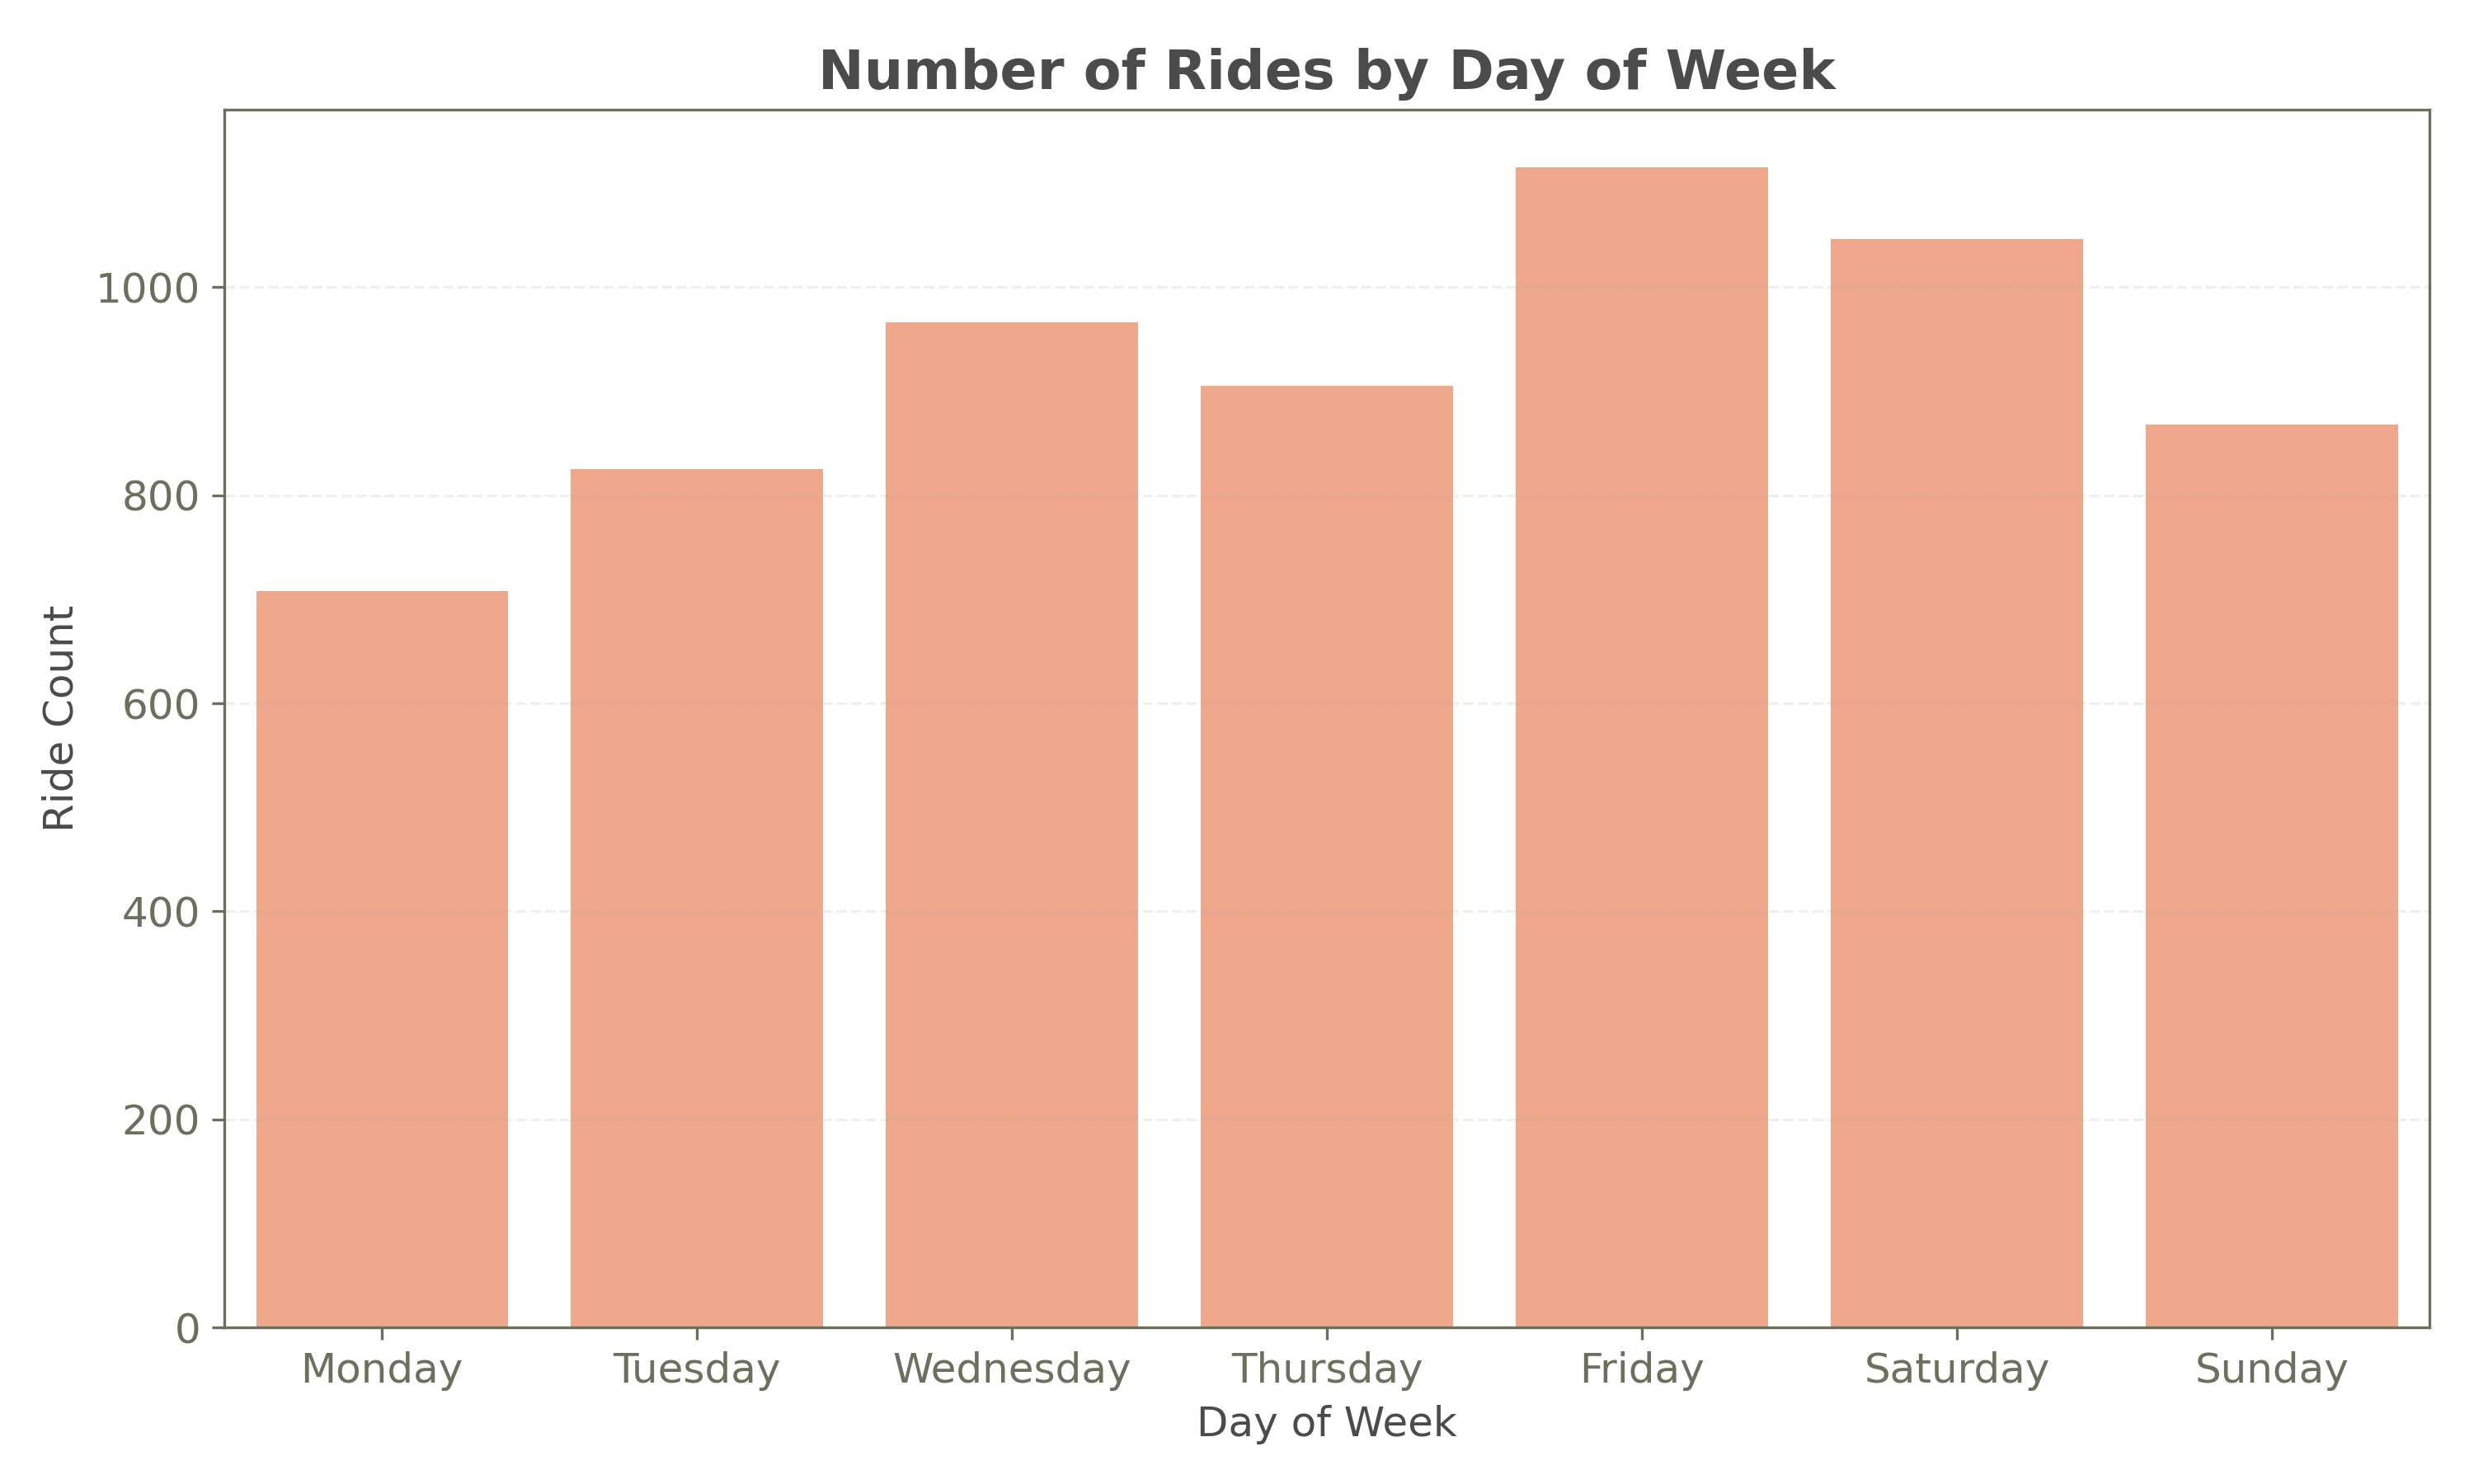 Number of Rides by Day of Week
Ride Count
1000
800
600
400
200
0
Monday Tuesday Wednesday Thursday Friday Saturday Sunday
Day of Week